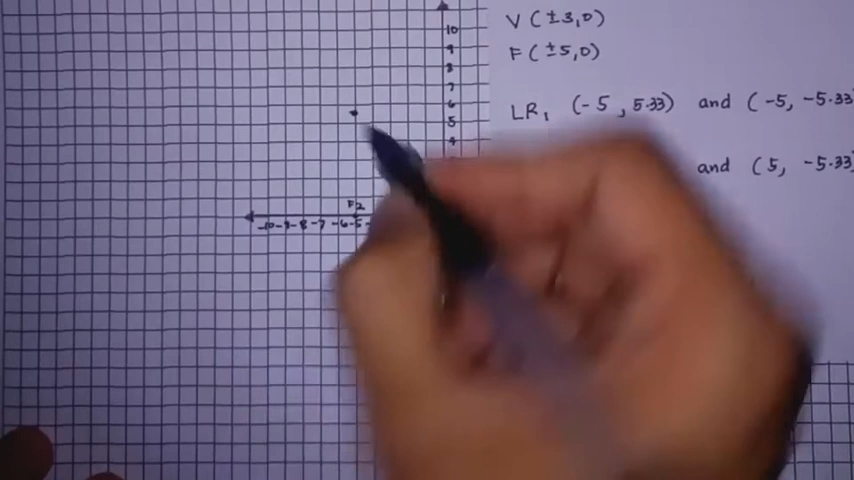 V (±3,0)
F (±5,0)
LR₁ (-5, 5.33) and (-5, -5.33)
and (5, -5.33)
10
9
8
7
6
5
4
F2
-10 -9 -8 -7 -6 -5